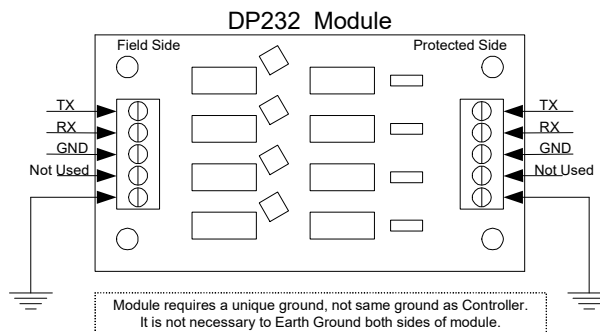 DP232 Module
Field Side
Protected Side
TX
TX
RX
RX
GND
GND
Not Used
Not Used
Module requires a unique ground, not same ground as Controller.
It is not necessary to Earth Ground both sides of module.